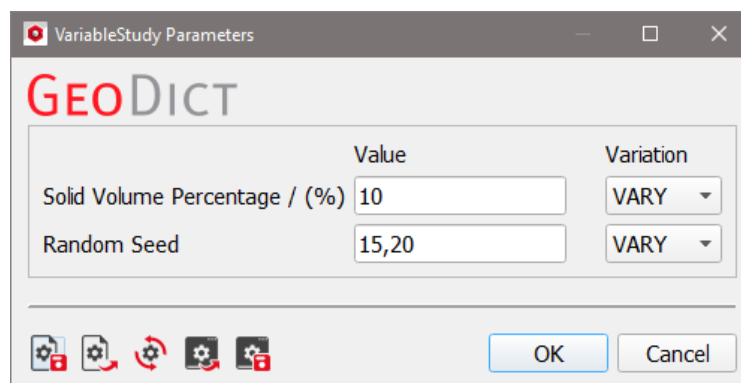 VariableStudy Parameters
GEODICT
Value Variation
Solid Volume Percentage / (%) 10 VARY
Random Seed 15,20 VARY
OK Cancel